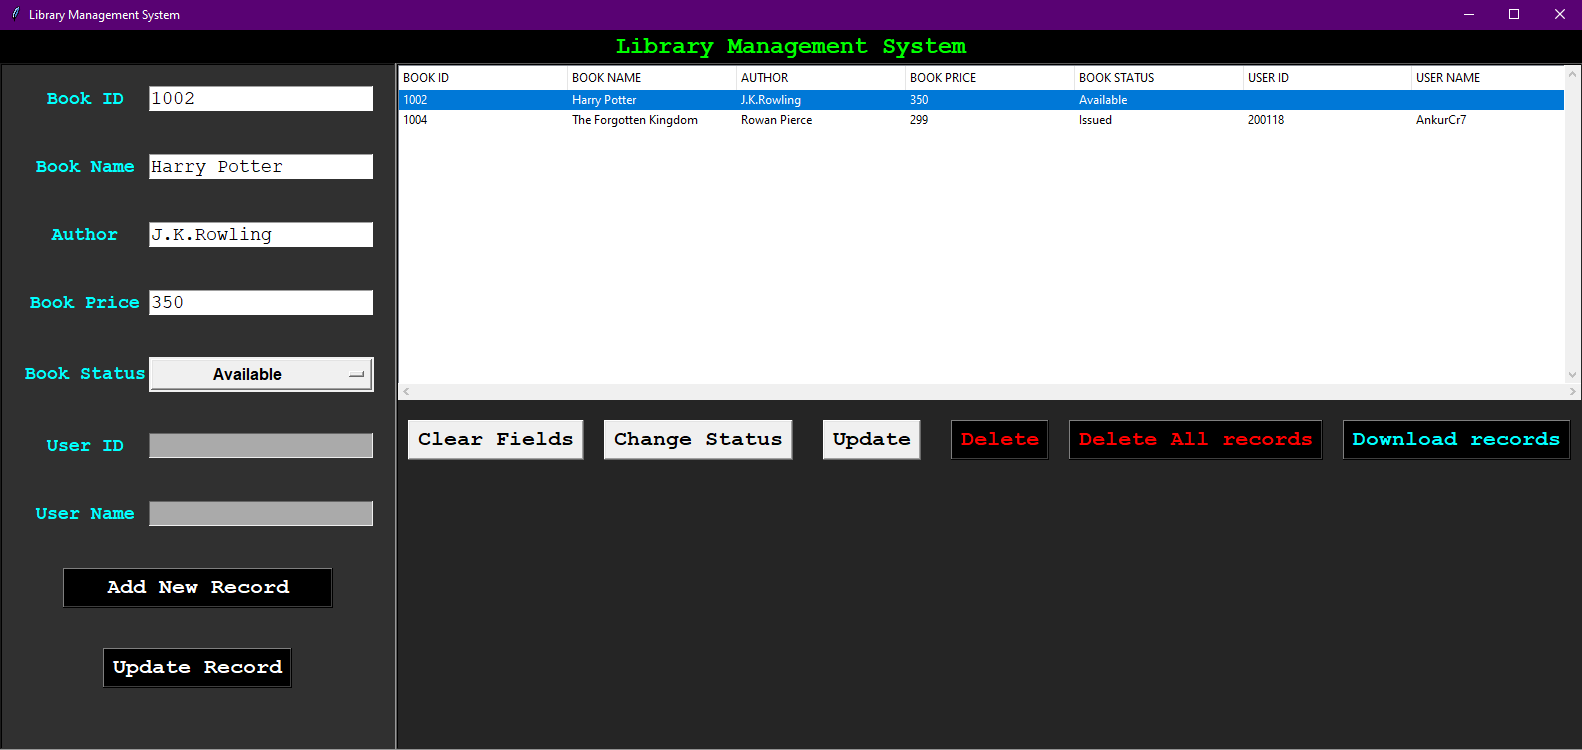 Library Management System
Library Management System
Book ID 1002
Book Name Harry Potter
Author J.K.Rowling
Book Price 350
Book Status Available
User ID
User Name
Add New Record
Update Record
BOOK ID BOOK NAME AUTHOR BOOK PRICE BOOK STATUS USER ID USER NAME
1002 Harry Potter J.K.Rowling 350 Available
1004 The Forgotten Kingdom Rowan Pierce 299 Issued 200118 AnkurCr7
Clear Fields Change Status Update Delete Delete All records Download records